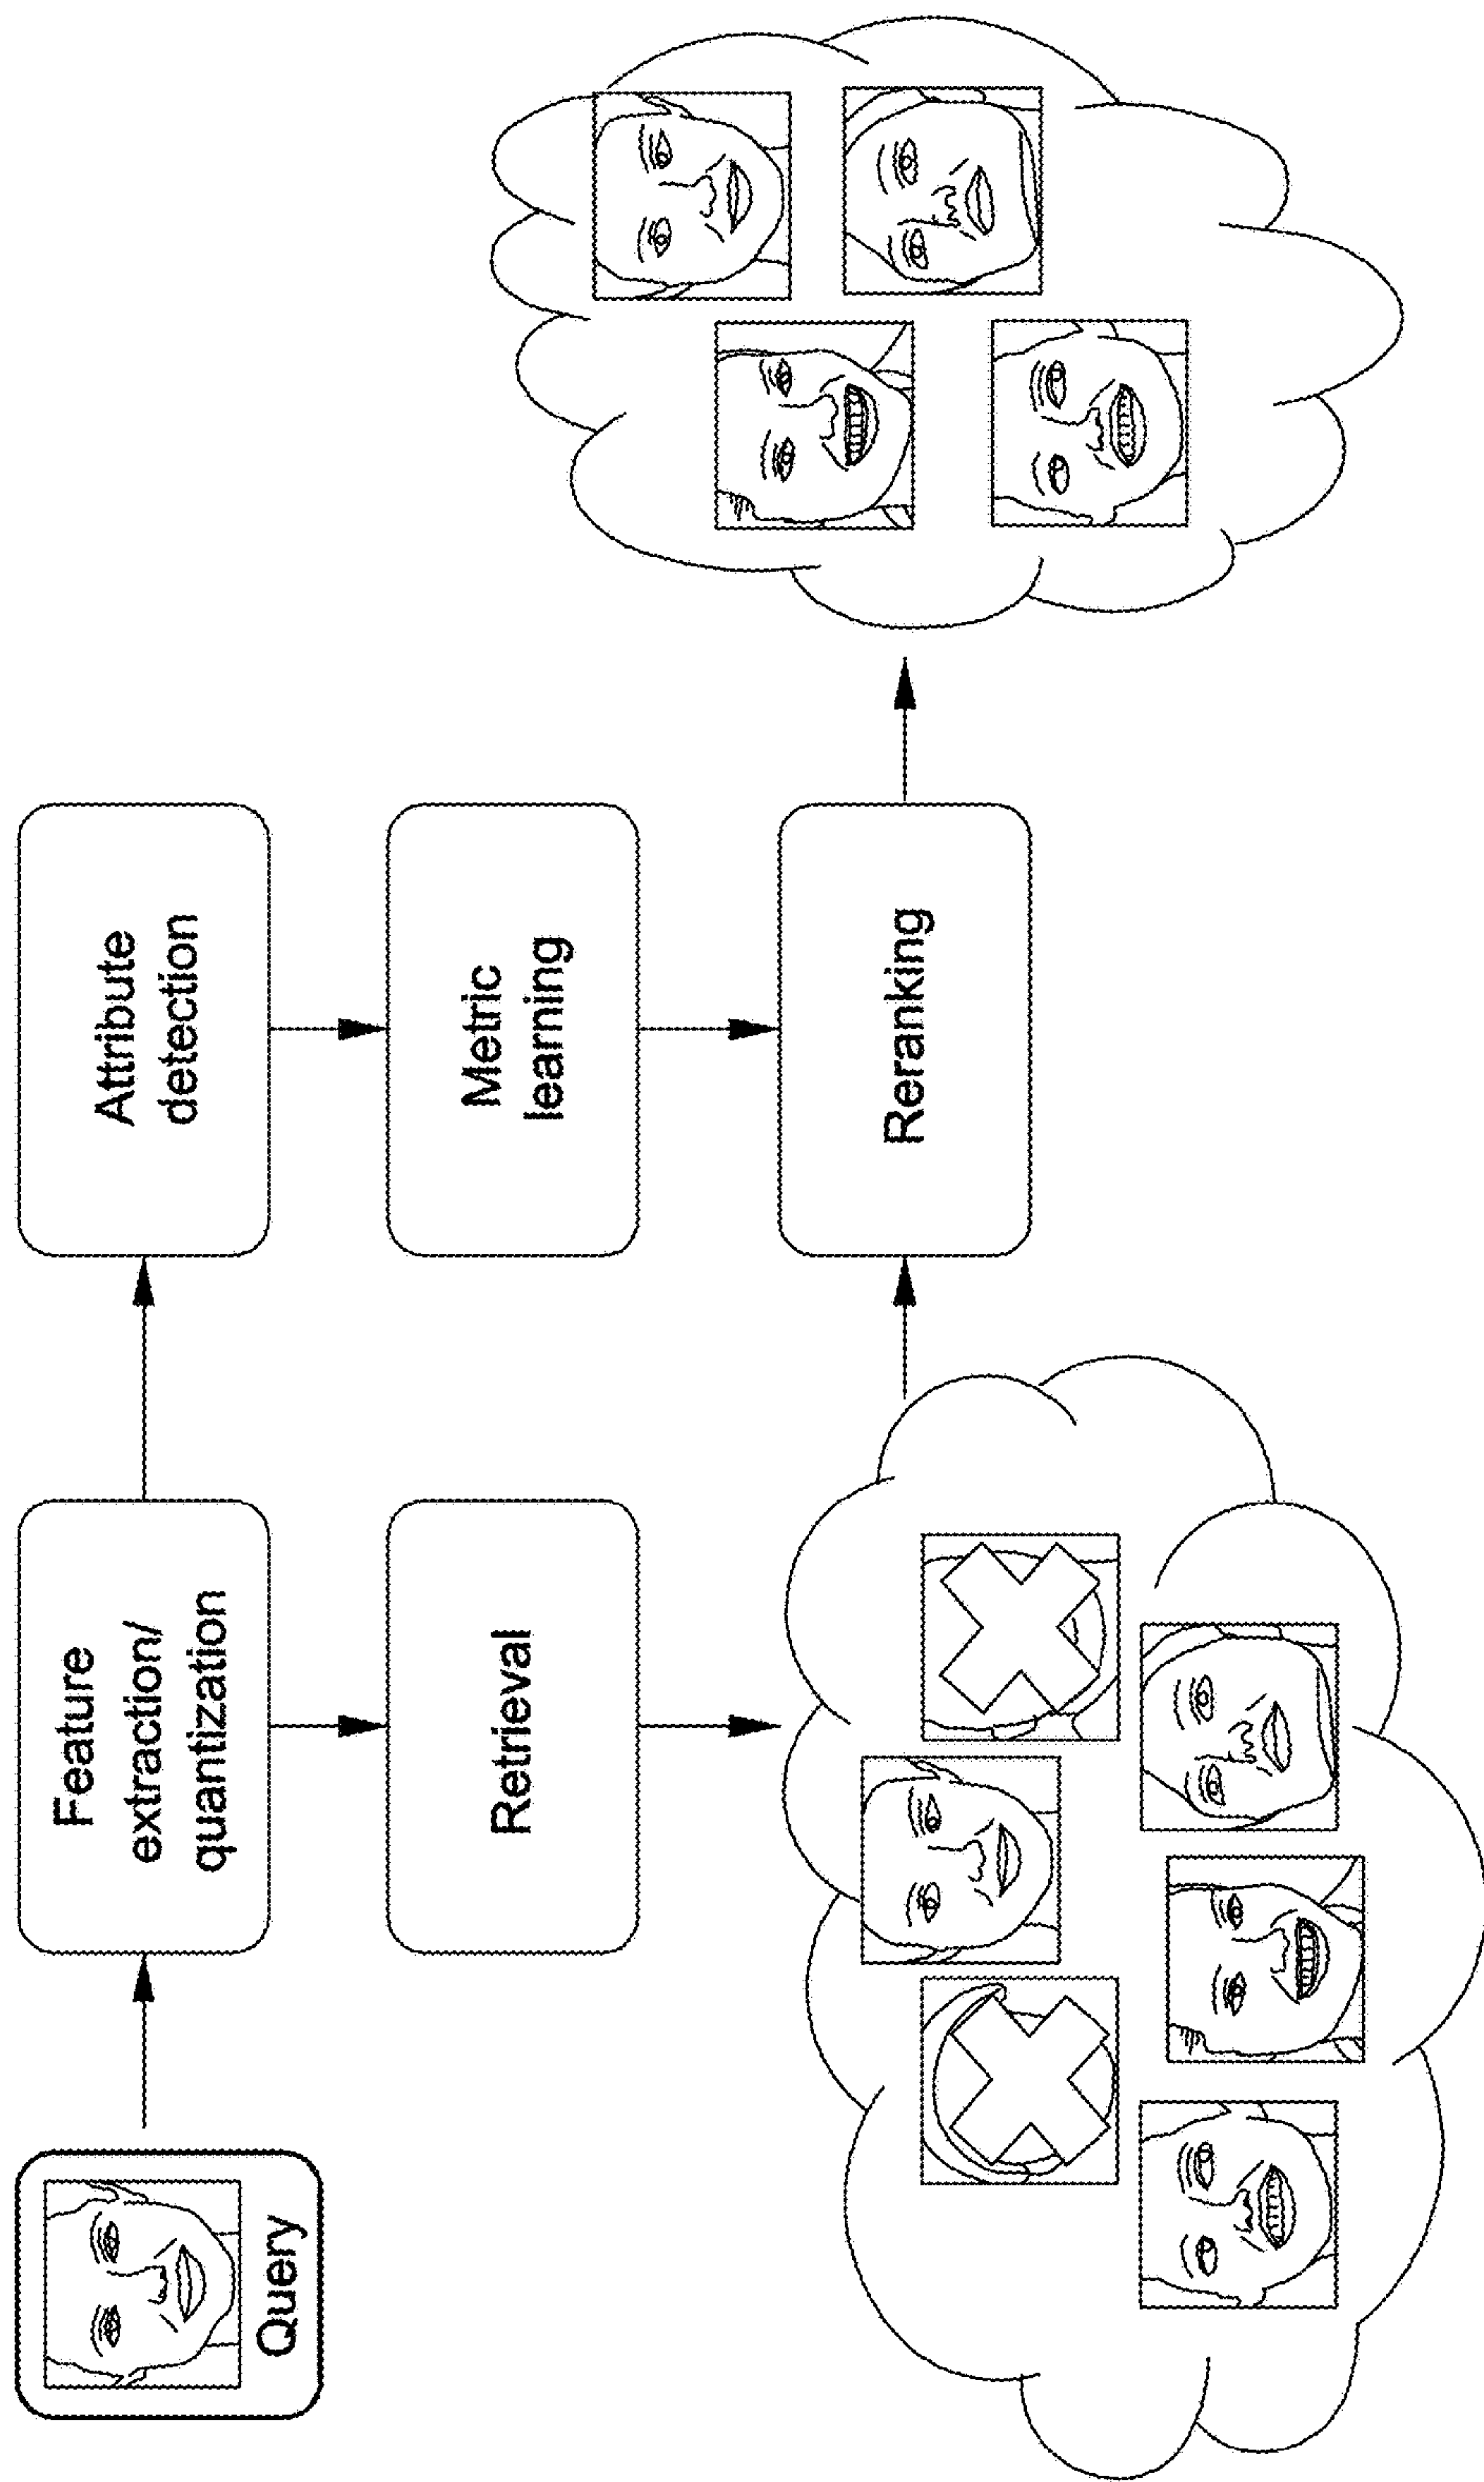 Query
Feature
extraction/
quantization
Attribute
detection
Retrieval
Metric
learning
Reranking